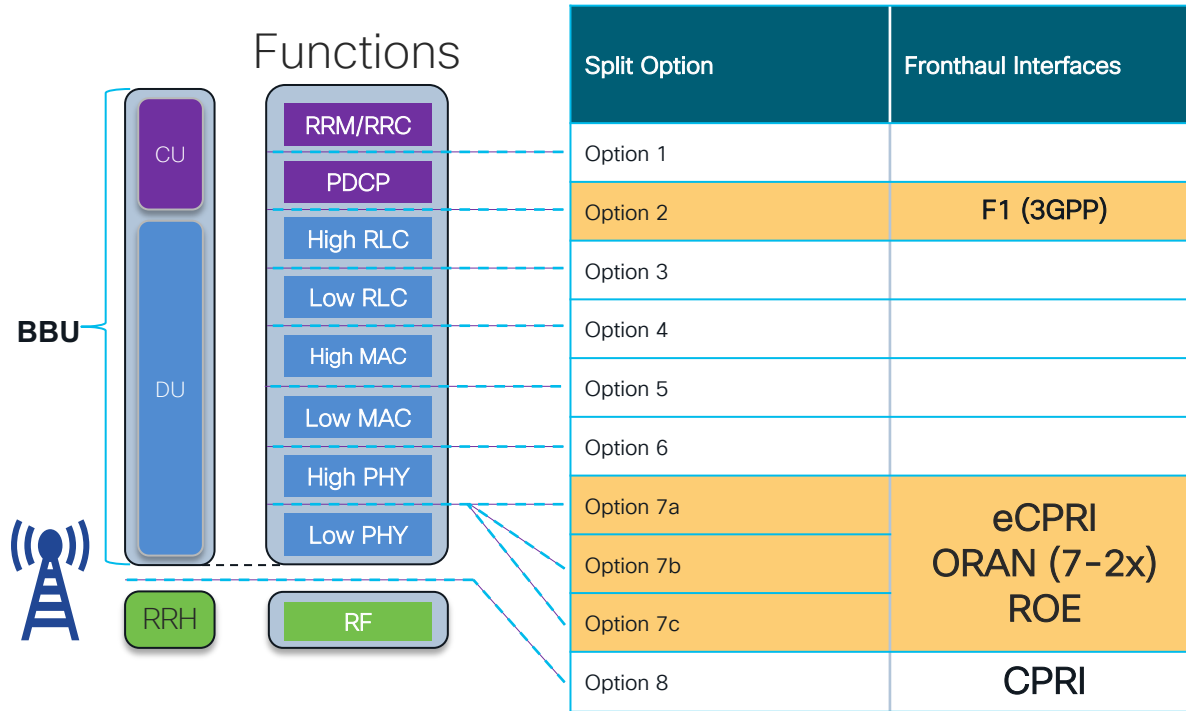 Functions
BBU
CU
DU
RRH
RRM/RRC
PDCP
High RLC
Low RLC
High MAC
Low MAC
High PHY
Low PHY
RF
Split Option
Fronthaul Interfaces
Option 1
Option 2
F1 (3GPP)
Option 3
Option 4
Option 5
Option 6
Option 7a
Option 7b
Option 7c
eCPRI
ORAN (7-2x)
ROE
Option 8
CPRI